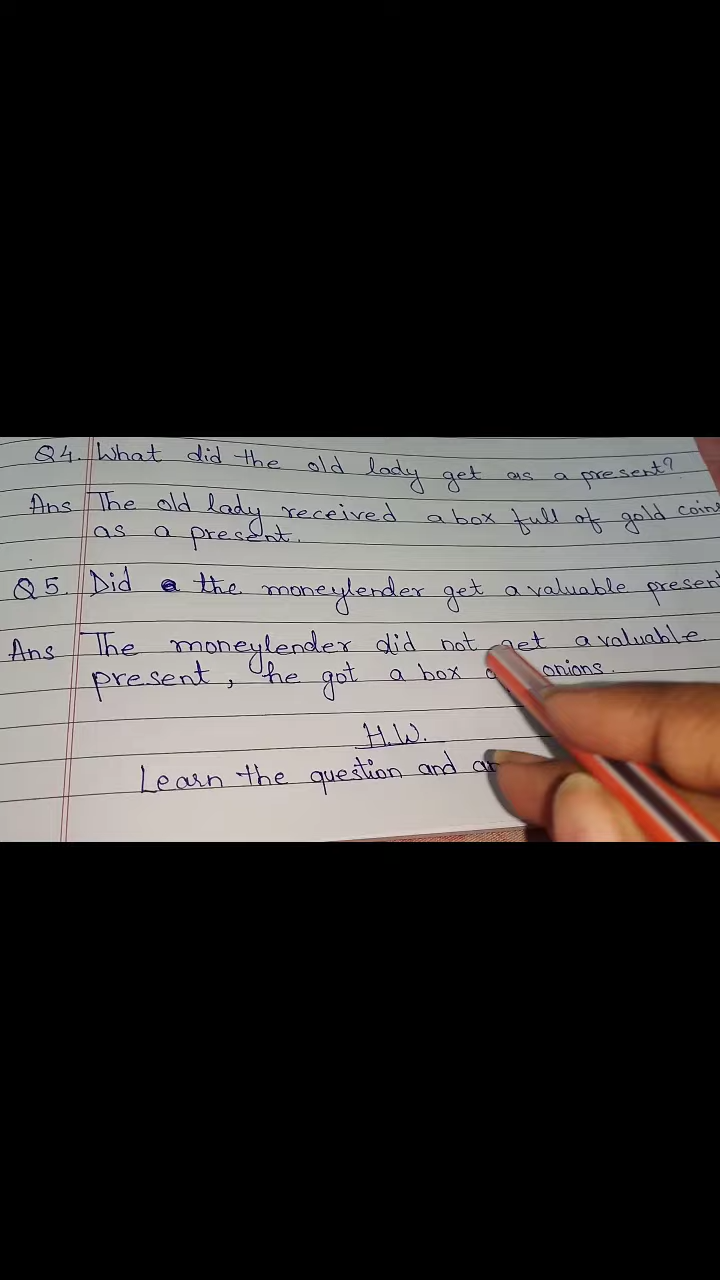 Q4. What did the old lady get as a present?
Ans The old lady received a box full of gold coins
as a present.
Q5. Did the moneylender get a valuable present
Ans The moneylender did not get a valuable
present, he got a box onions.
H.W.
Learn the question and